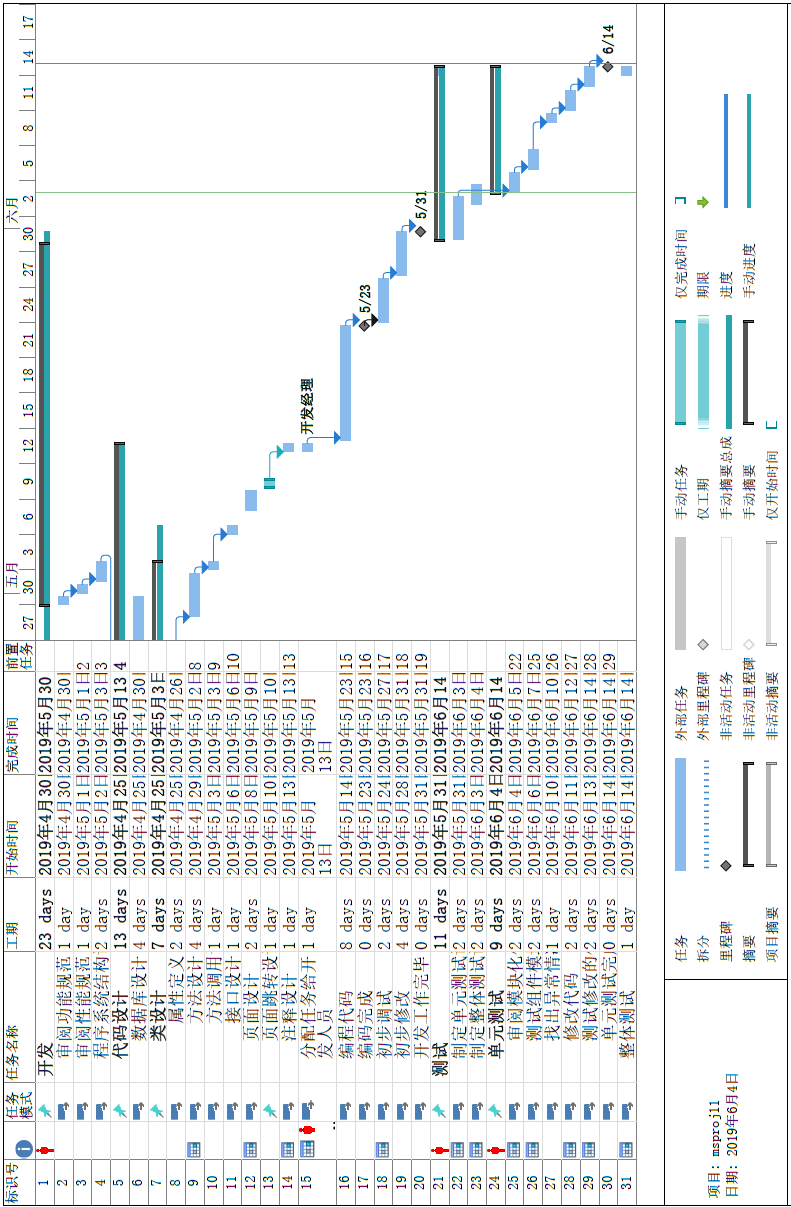 标识号 任务模式 任务名称 工期 开始时间 完成时间 前置任务
五月 六月
27 30 3 6 9 12 15 18 21 24 27 30 2 5 8 11 14 17
1 开发 23 days 2019年4月30 2019年5月30
2 审阅功能规范 1 day 2019年4月30 2019年4月30
3 审阅性能规范 1 day 2019年5月1日 2019年5月1日 2
4 程序系统结构 2 days 2019年5月2日 2019年5月3日 3
5 代码设计 13 days 2019年4月25 2019年5月13 4
6 数据库设计 4 days 2019年4月25 2019年4月30
7 类设计 7 days 2019年4月25 2019年5月3日
8 属性定义 2 days 2019年4月25 2019年4月26
9 方法设计 4 days 2019年4月29 2019年5月2日 8
10 方法调用 1 day 2019年5月3日 2019年5月3日 9
11 接口设计 1 day 2019年5月6日 2019年5月6日 10
12 页面设计 2 days 2019年5月8日 2019年5月9日
13 页面跳转设 1 day 2019年5月10 2019年5月10
14 注释设计 1 day 2019年5月13 2019年5月13 13
15 分配任务给开发人员 1 day 2019年5月13日 2019年5月13日 开发经理
16 编程代码 8 days 2019年5月14 2019年5月23 15
17 编码完成 0 days 2019年5月23 2019年5月23 16 5/23
18 初步调试 2 days 2019年5月24 2019年5月27 17
19 初步修改 4 days 2019年5月28 2019年5月31 18
20 开发工作完毕 0 days 2019年5月31 2019年5月31 19 5/31
21 测试 11 days 2019年5月31 2019年6月14
22 制定单元测试 2 days 2019年5月31 2019年6月3日
23 制定整体测试 2 days 2019年6月3日 2019年6月4日
24 单元测试 9 days 2019年6月4日 2019年6月14
25 审阅模块化 2 days 2019年6月4日 2019年6月5日 22
26 测试组件模 2 days 2019年6月6日 2019年6月7日 25
27 找出异常情 1 day 2019年6月10 2019年6月10 26
28 修改代码 2 days 2019年6月11 2019年6月12 27
29 测试修改的 2 days 2019年6月13 2019年6月14 28
30 单元测试完 0 days 2019年6月14 2019年6月14 29 6/14
31 整体测试 1 day 2019年6月14 2019年6月14
项目: msproj11
日期: 2019年6月4日
任务 外部任务 手动任务 仅完成时间
拆分 外部里程碑 仅工期 期限
里程碑 非活动任务 手动摘要总成 进度
摘要 非活动里程碑 手动摘要 手动进度
项目摘要 非活动摘要 仅开始时间